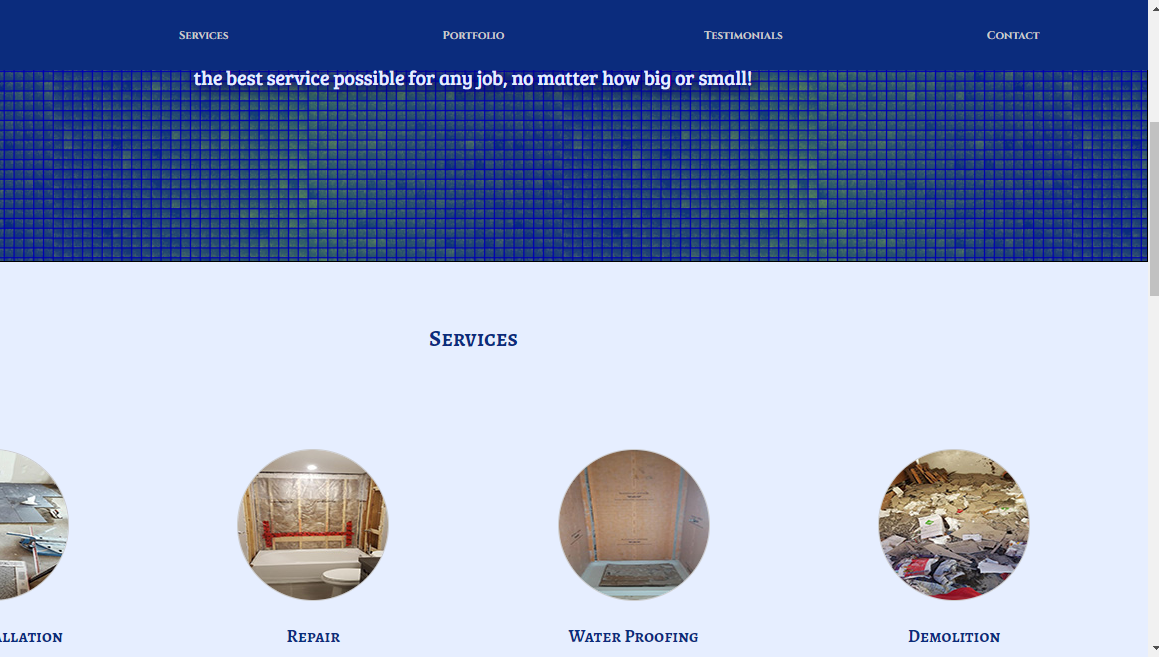 Services Portfolio Testimonials Contact
the best service possible for any job, no matter how big or small!
Services
allation Repair Water Proofing Demolition